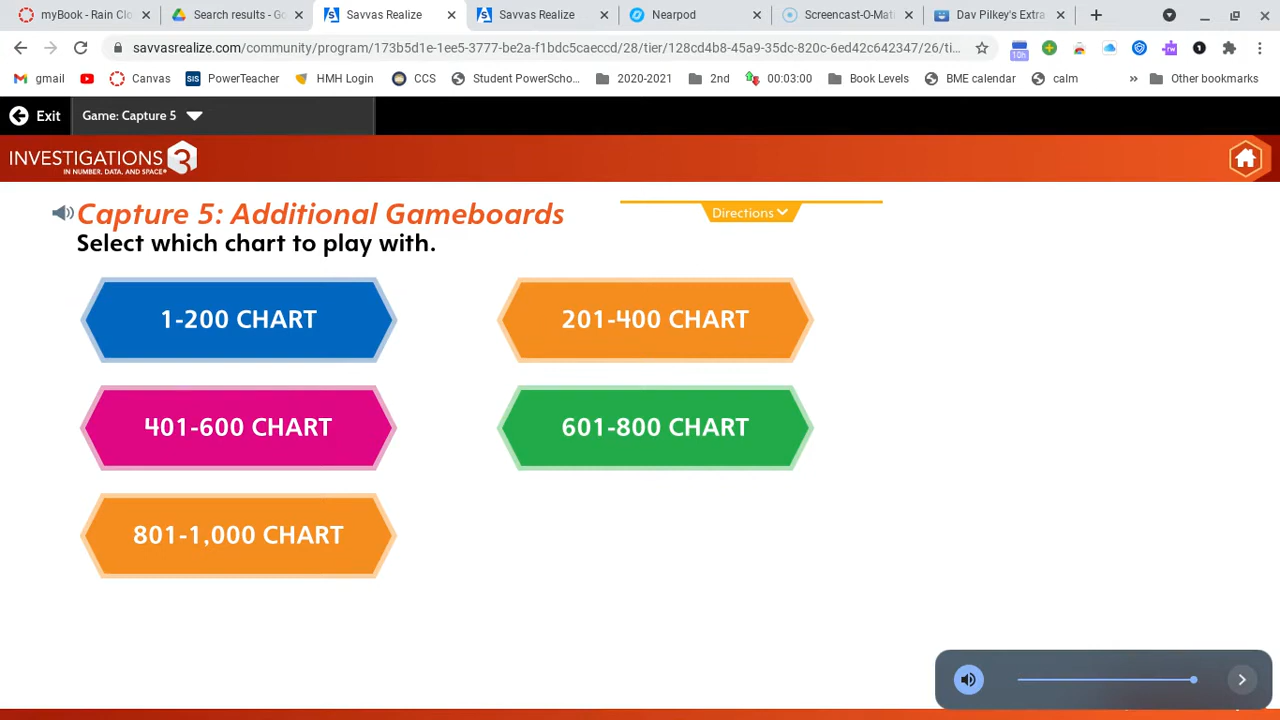 myBook - Rain Clo
Search results - Go
Savvas Realize
Savvas Realize
Nearpod
Screencast-O-Mat
Dav Pilkey's Extra
savvasrealize.com/community/program/173b5d1e-1ee5-3777-be2a-f1bdc5caeccd/28/tier/128cd4b8-45a9-35dc-820c-6ed42c642347/26/ti...
10h
gmail
Canvas
SIS PowerTeacher
HMH Login
CCS
Student PowerScho...
2020-2021
2nd
00:03:00
Book Levels
BME calendar
calm
»
Other bookmarks
Exit
Game: Capture 5
INVESTIGATIONS 3
IN NUMBER, DATA, AND SPACE®
Capture 5: Additional Gameboards
Directions
Select which chart to play with.
1-200 CHART
201-400 CHART
401-600 CHART
601-800 CHART
801-1,000 CHART